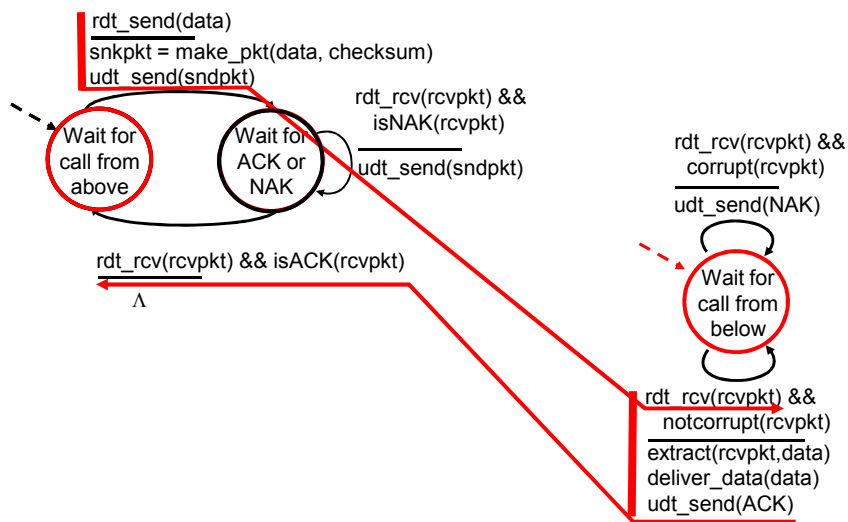 rdt_send(data)
snkpkt = make_pkt(data, checksum)
udt_send(sndpkt)
Wait for
call from
above
Wait for
ACK or
NAK
rdt_rcv(rcvpkt) &&
isNAK(rcvpkt)
udt_send(sndpkt)
rdt_rcv(rcvpkt) && isACK(rcvpkt)
Λ
rdt_rcv(rcvpkt) &&
corrupt(rcvpkt)
udt_send(NAK)
Wait for
call from
below
rdt_rcv(rcvpkt) &&
notcorrupt(rcvpkt)
extract(rcvpkt,data)
deliver_data(data)
udt_send(ACK)